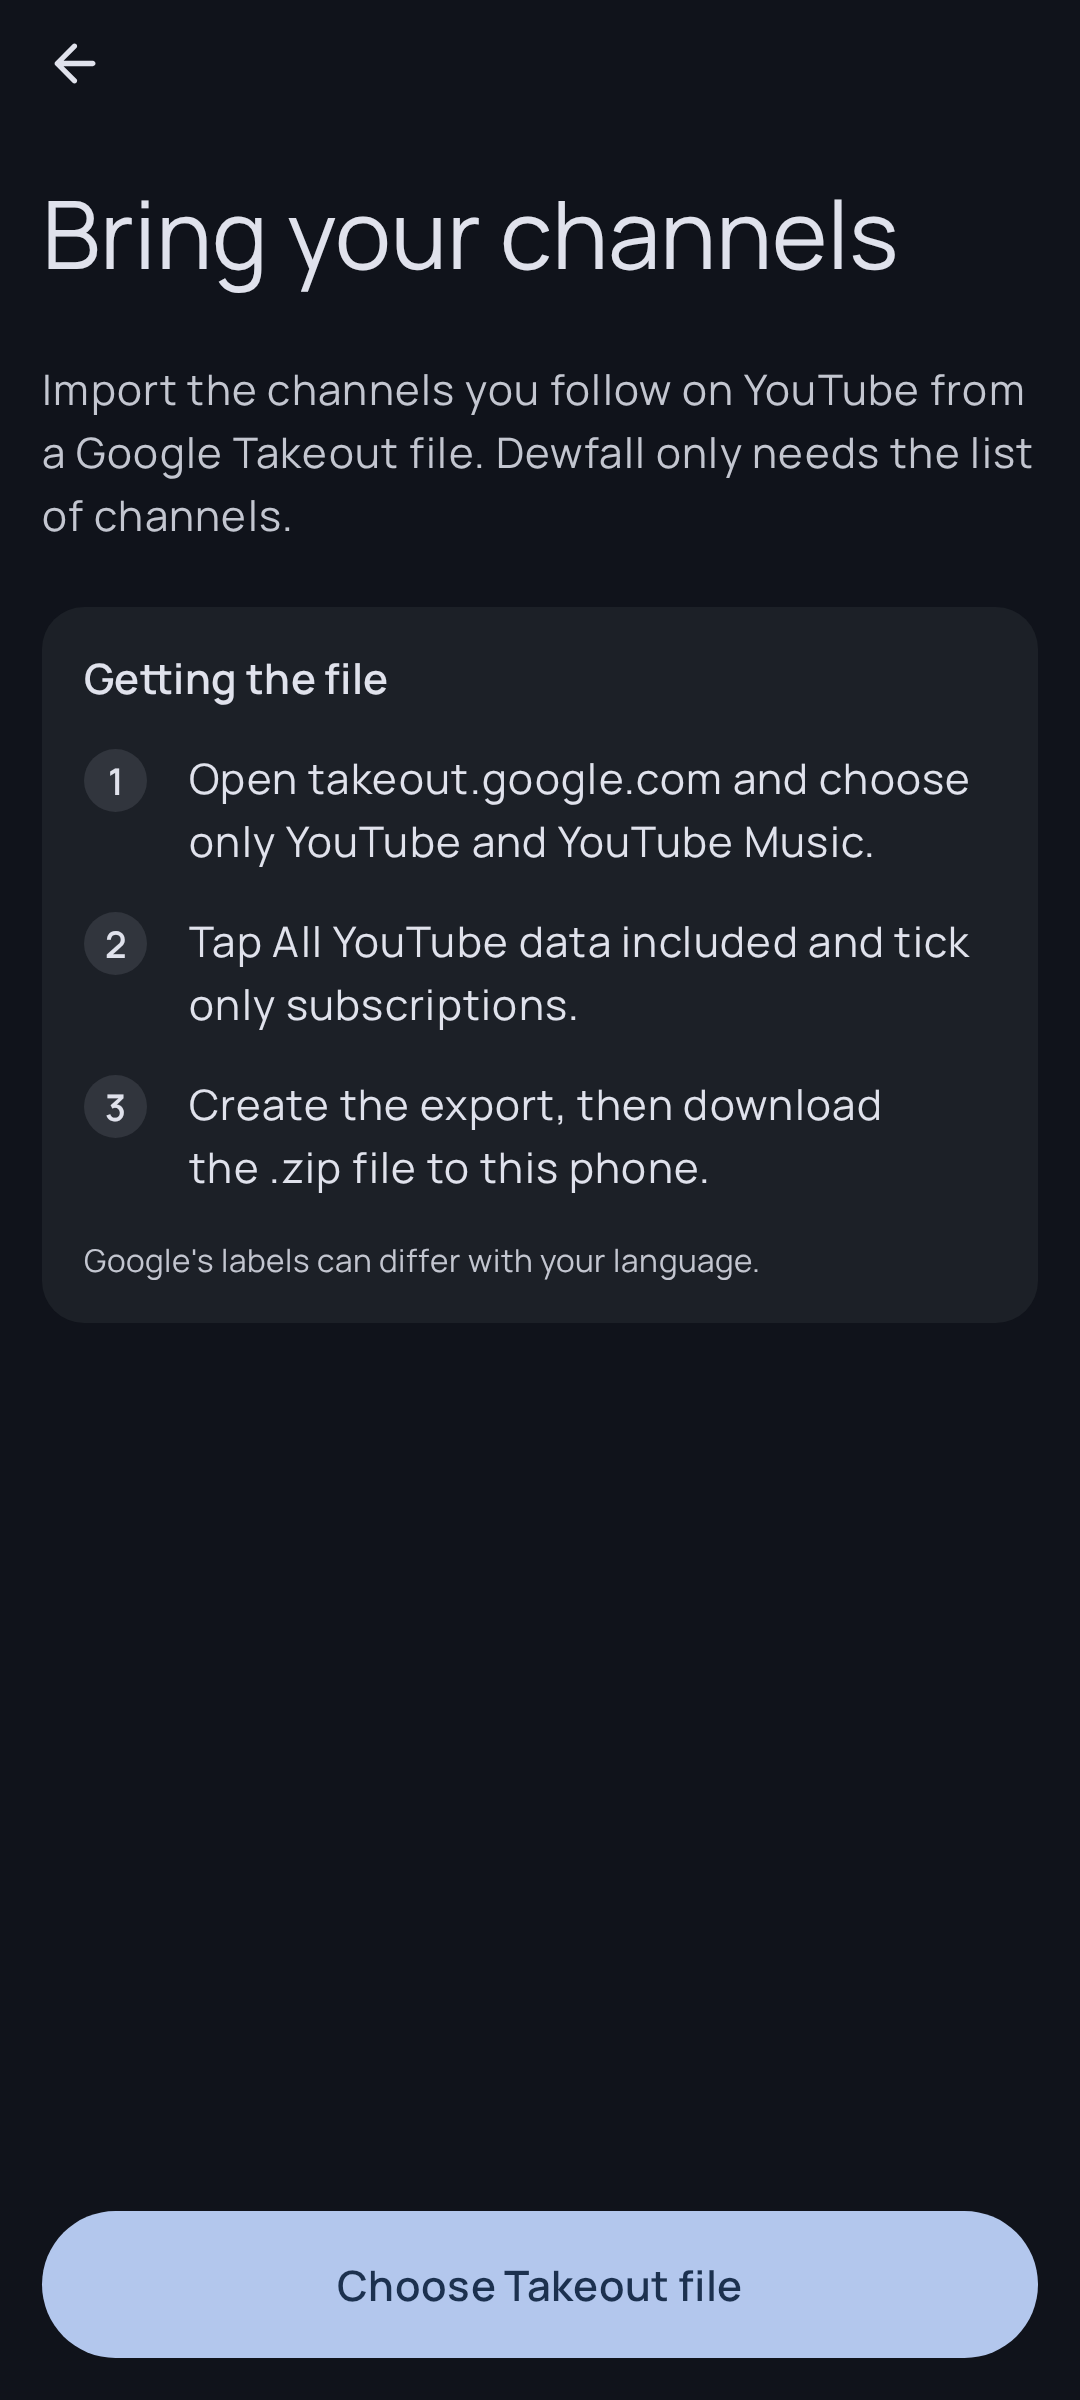 Bring your channels
Import the channels you follow on YouTube from
a Google Takeout file. Dewfall only needs the list
of channels.
Getting the file
1 Open takeout.google.com and choose
only YouTube and YouTube Music.
2 Tap All YouTube data included and tick
only subscriptions.
3 Create the export, then download
the .zip file to this phone.
Google's labels can differ with your language.
Choose Takeout file